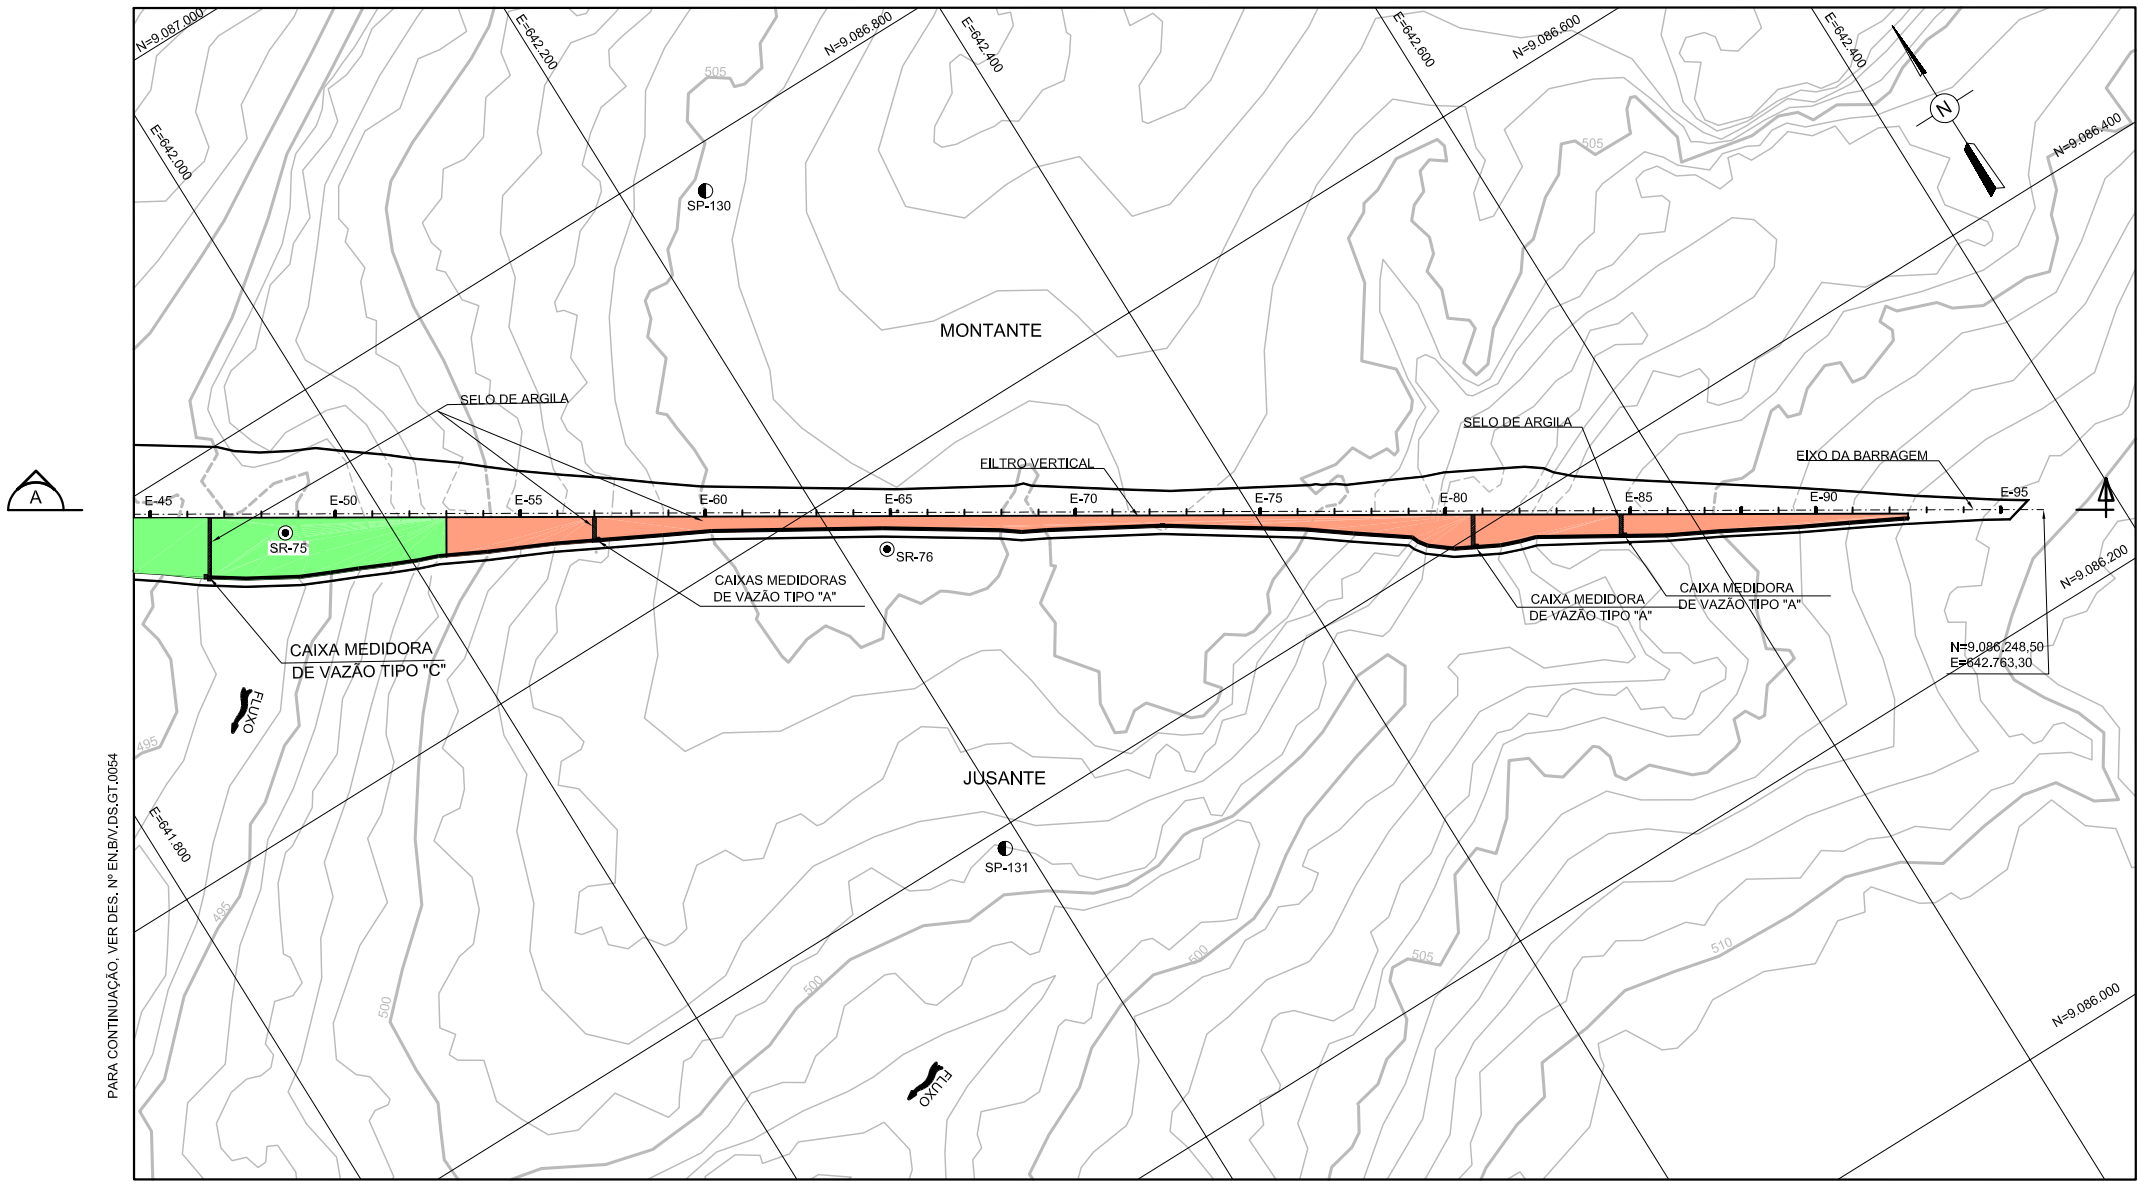 N=9.087.000
E=642.200
N=9.086.800
E=642.400
E=642.600
N=9.086.600
E=642.400
505
E=642.000
N
N=9.086.400
505
SP-130
MONTANTE
SELO DE ARGILA
SELO DE ARGILA
FILTRO VERTICAL
EIXO DA BARRAGEM
A
E-45
E-50
E-55
E-60
E-65
E-70
E-75
E-80
E-85
E-90
E-95
SR-75
SR-76
N=9.086.200
CAIXAS MEDIDORAS
DE VAZÃO TIPO "A"
CAIXA MEDIDORA
DE VAZÃO TIPO "A"
CAIXA MEDIDORA
DE VAZÃO TIPO "A"
CAIXA MEDIDORA
DE VAZÃO TIPO "C"
N=9.086.248,50
E=642.763,30
FLUXO
495
JUSANTE
PARA CONTINUAÇÃO, VER DES. Nº EN.B/V.DS.GT.0054
E=641.800
SP-131
495
500
500
500
505
510
N=9.086.000
FLUXO